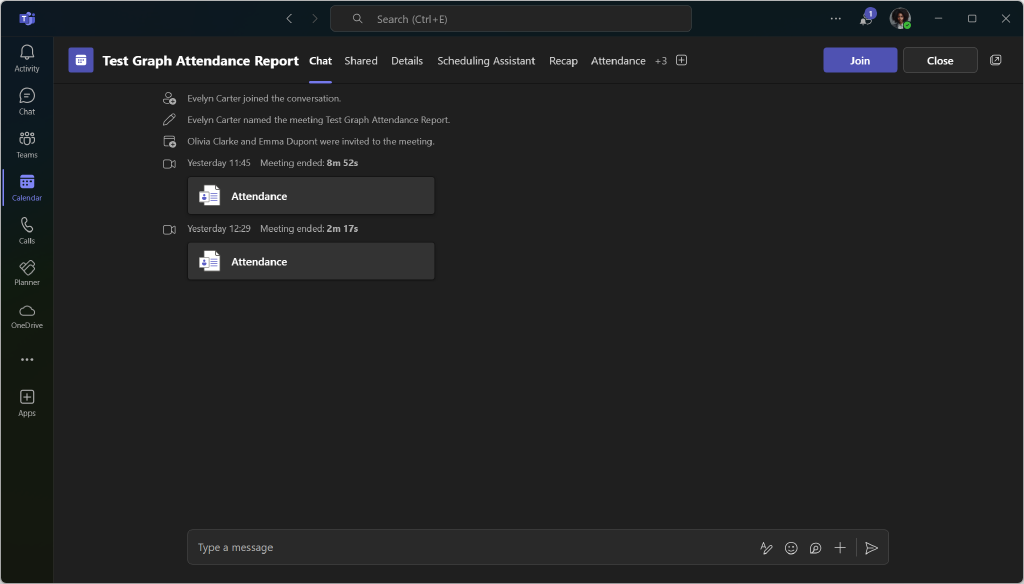 Search (Ctrl+E)
1
Activity
Chat
Teams
Calendar
Calls
Planner
OneDrive
Apps
Test Graph Attendance Report Chat Shared Details Scheduling Assistant Recap Attendance +3 Join Close
Evelyn Carter joined the conversation.
Evelyn Carter named the meeting Test Graph Attendance Report.
Olivia Clarke and Emma Dupont were invited to the meeting.
Yesterday 11:45 Meeting ended: 8m 52s
Attendance
Yesterday 12:29 Meeting ended: 2m 17s
Attendance
Type a message